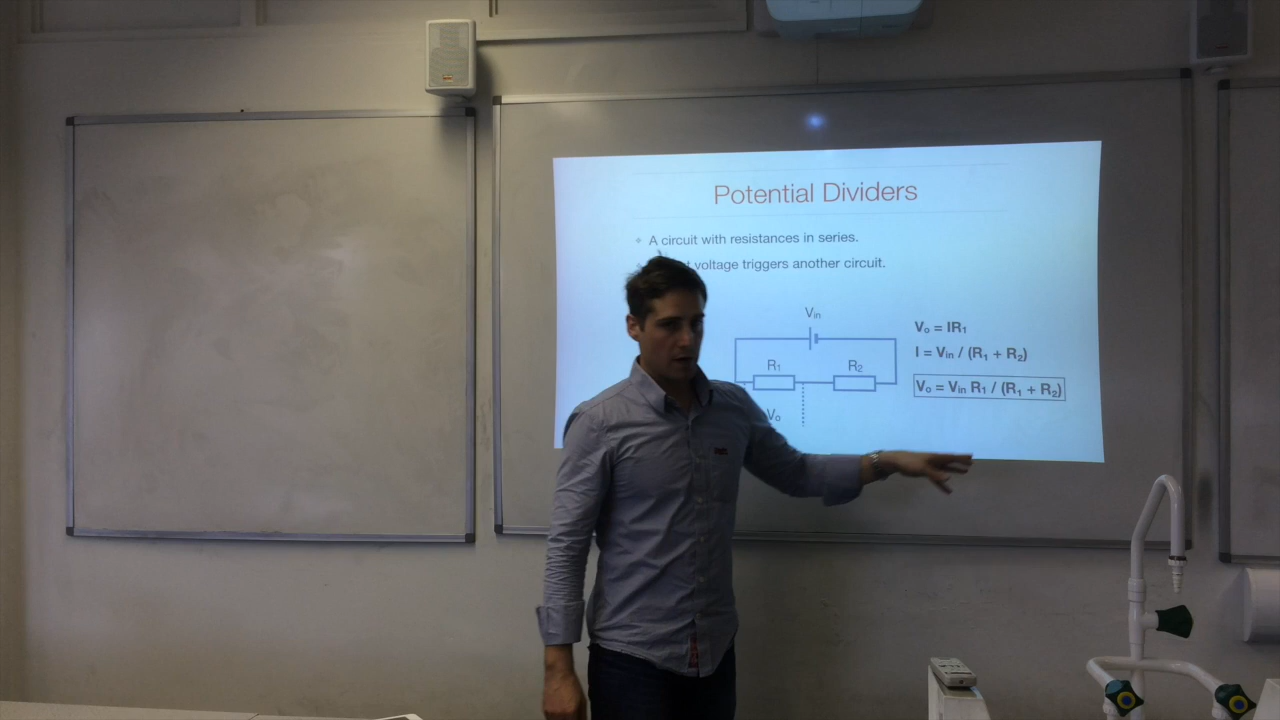 Potential Dividers
A circuit with resistances in series.
voltage triggers another circuit.
Vin
R₁
R₂
Vₒ
Vₒ = IR₁
I = Vin / (R₁ + R₂)
Vₒ = Vin R₁ / (R₁ + R₂)